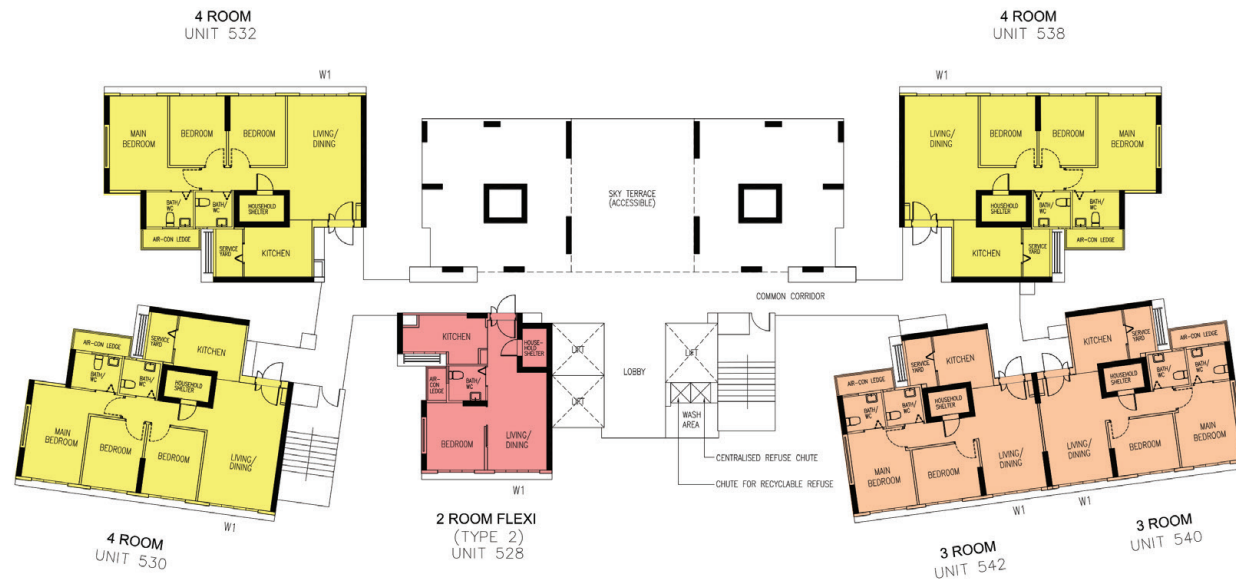 4 ROOM
UNIT 532
4 ROOM
UNIT 538
W1
W1
MAIN
BEDROOM
BEDROOM
BEDROOM
LIVING/
DINING
BATH/
WC
BATH/
WC
HOUSEHOLD
SHELTER
AIR-CON LEDGE
SERVICE
YARD
KITCHEN
SKY TERRACE
(ACCESSIBLE)
LIVING/
DINING
BEDROOM
BEDROOM
MAIN
BEDROOM
HOUSEHOLD
SHELTER
BATH/
WC
BATH/
WC
AIR-CON LEDGE
KITCHEN
SERVICE
YARD
COMMON CORRIDOR
AIR-CON LEDGE
SERVICE
YARD
KITCHEN
BATH/
WC
BATH/
WC
HOUSEHOLD
SHELTER
MAIN
BEDROOM
BEDROOM
BEDROOM
LIVING/
DINING
W1
4 ROOM
UNIT 530
KITCHEN
HOUSE-
HOLD
SHELTER
AIR-
CON
LEDGE
BATH/
WC
BEDROOM
LIVING/
DINING
W1
2 ROOM FLEXI
(TYPE 2)
UNIT 528
LIFT
LIFT
LOBBY
LIFT
WASH
AREA
CENTRALISED REFUSE CHUTE
CHUTE FOR RECYCLABLE REFUSE
AIR-CON LEDGE
SERVICE
YARD
KITCHEN
BATH/
WC
BATH/
WC
HOUSEHOLD
SHELTER
MAIN
BEDROOM
BEDROOM
LIVING/
DINING
W1
3 ROOM
UNIT 542
KITCHEN
SERVICE
YARD
AIR-CON LEDGE
HOUSEHOLD
SHELTER
BATH/
WC
BATH/
WC
LIVING/
DINING
BEDROOM
MAIN
BEDROOM
W1
3 ROOM
UNIT 540